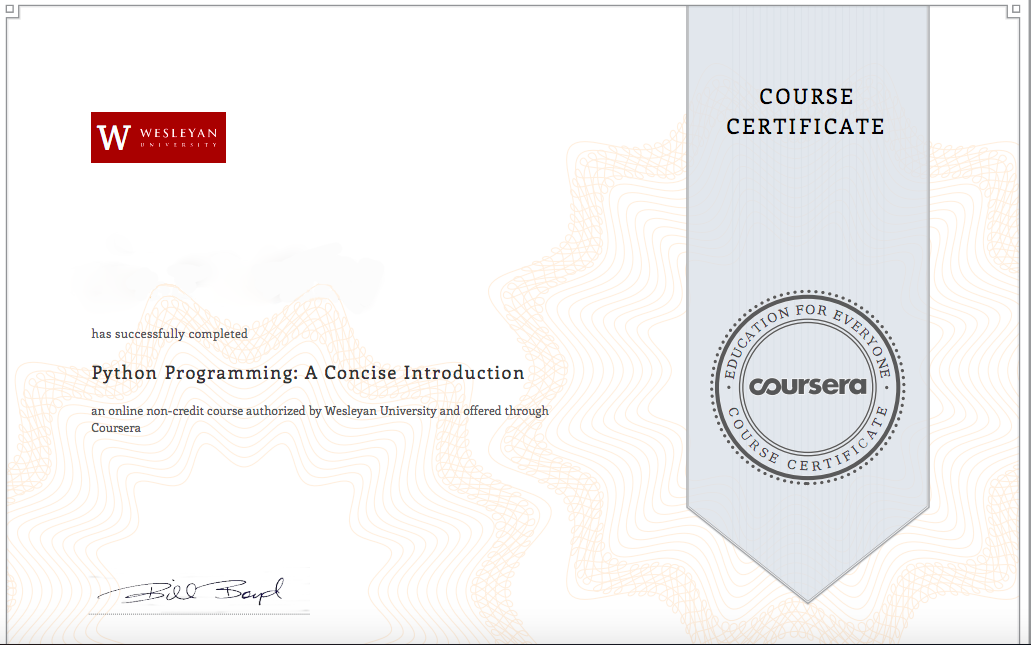 COURSE
CERTIFICATE
W WESLEYAN
UNIVERSITY
has successfully completed
Python Programming: A Concise Introduction
an online non-credit course authorized by Wesleyan University and offered through
Coursera
EDUCATION FOR EVERYONE
coursera
COURSE CERTIFICATE
Bill Boyd